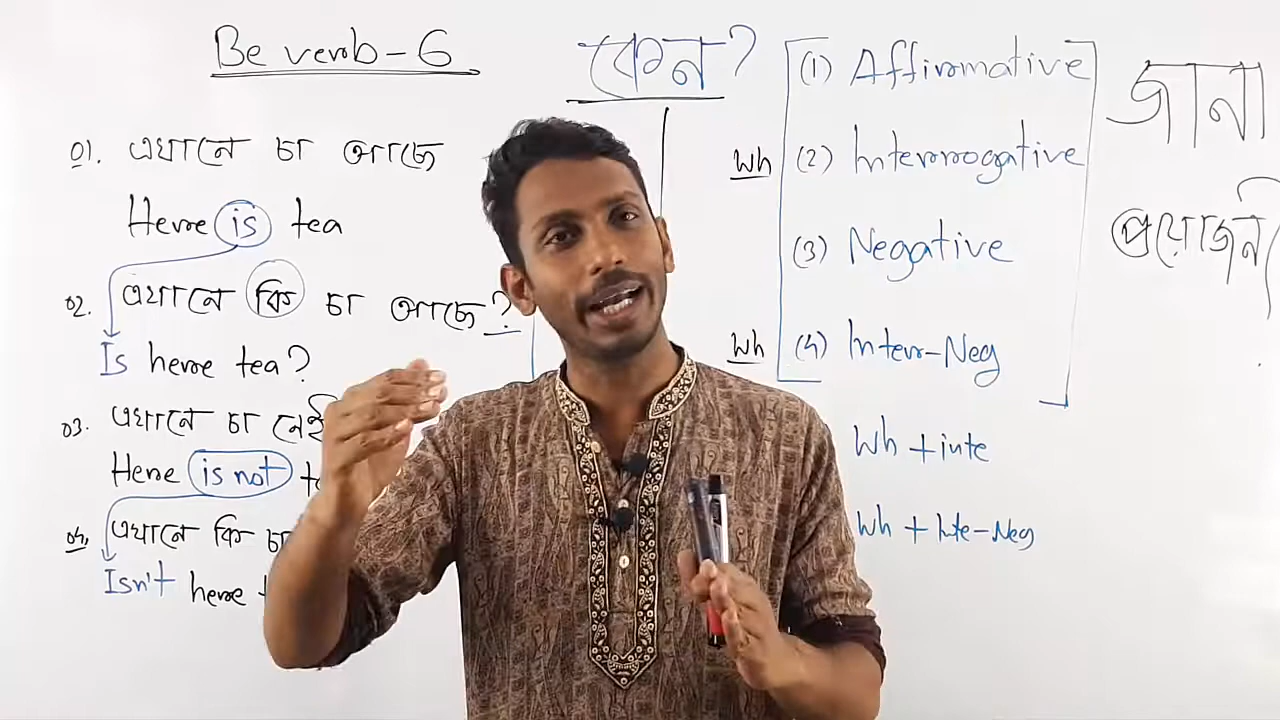 Be verb-6
01. এখানে চা আছে
Here is tea
02. এখানে কি চা আছে?
Is here tea?
03. এখানে চা নেই
Here is not
04. এখানে কি চা
Isn't here
কেন?
(1) Affirmative
Wh (2) Interrogative
(3) Negative
Wh (4) Inter-Neg
Wh + inte
Wh + Inte-Neg
জানা
প্রয়োজন